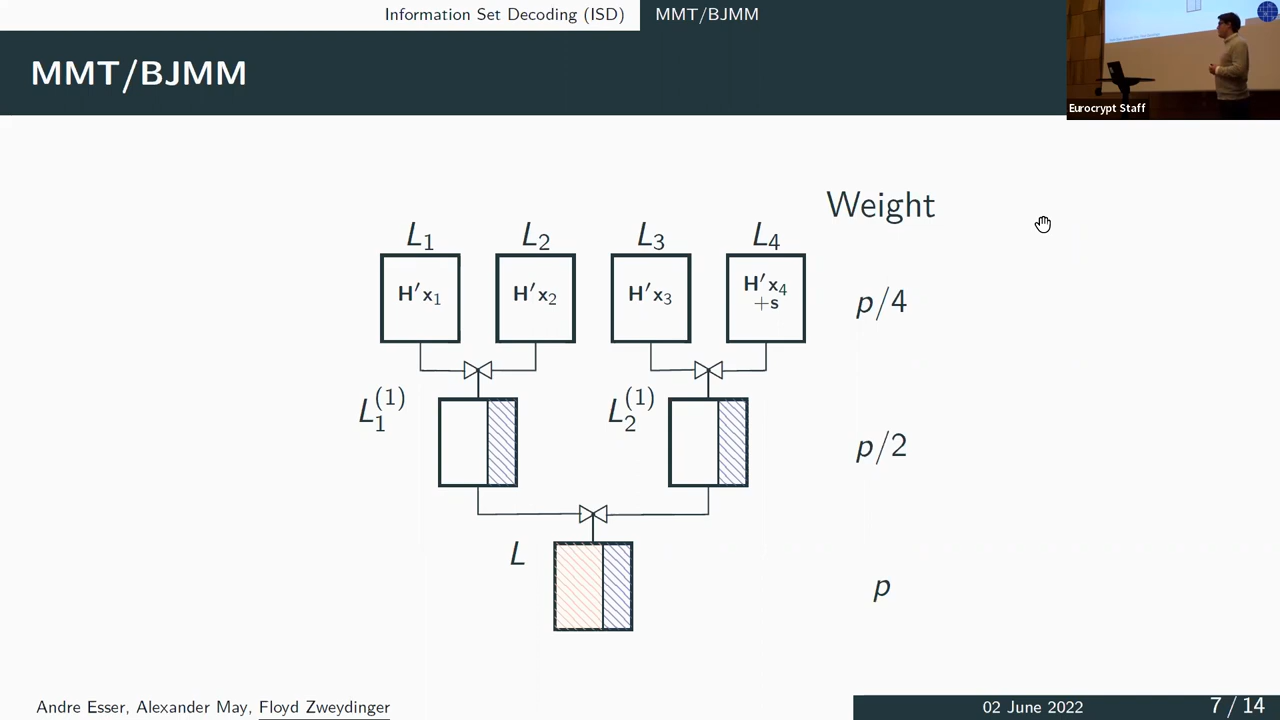 Information Set Decoding (ISD) MMT/BJMM
MMT/BJMM
Eurocrypt Staff
Weight
L₁ L₂ L₃ L₄
H′x₁ H′x₂ H′x₃ H′x₄
+s
p/4
L₁⁽¹⁾ L₂⁽¹⁾
p/2
L
p
Andre Esser, Alexander May, Floyd Zweydinger 02 June 2022 7 / 14